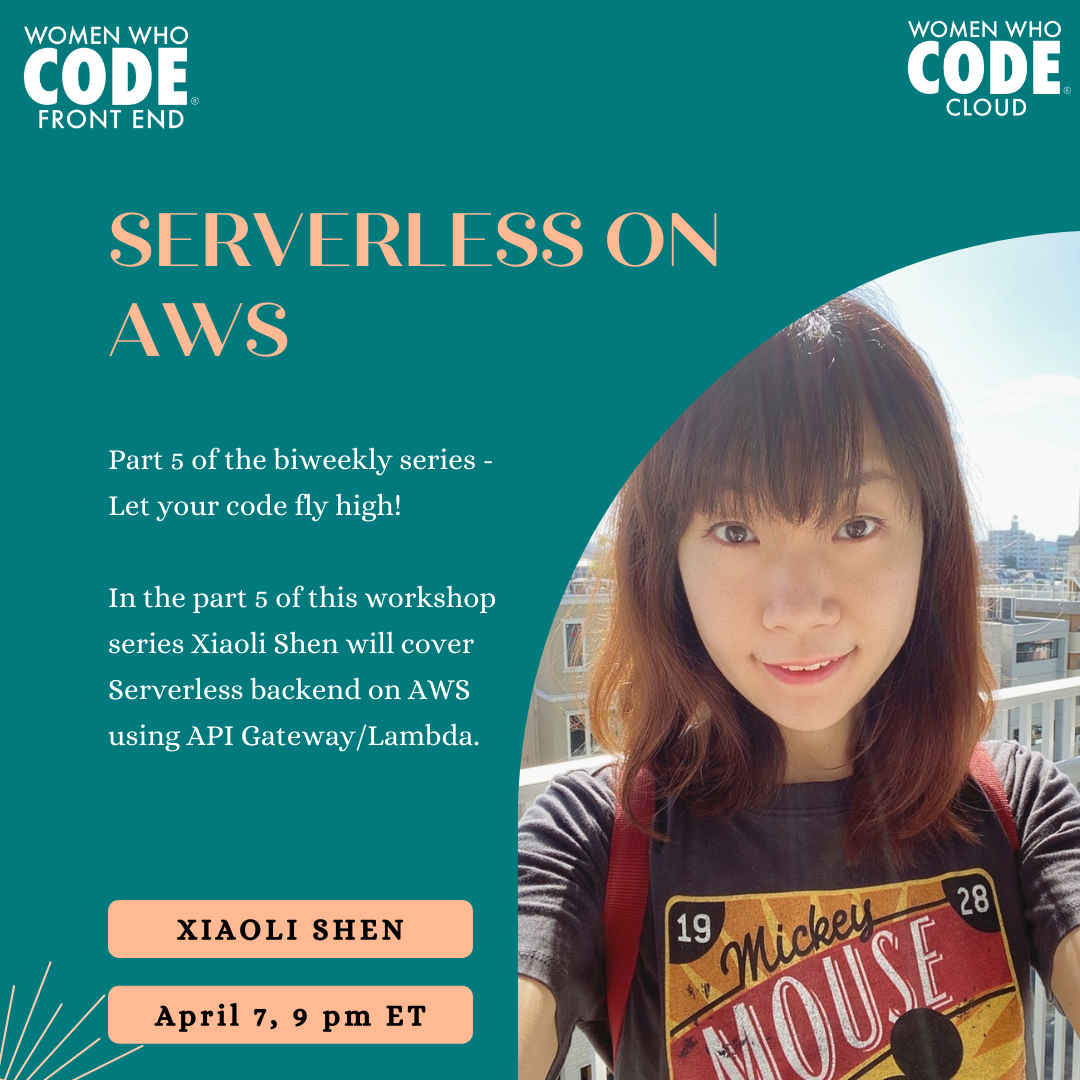 WOMEN WHO
CODE®
FRONT END
WOMEN WHO
CODE®
CLOUD
SERVERLESS ON
AWS
Part 5 of the biweekly series -
Let your code fly high!
In the part 5 of this workshop
series Xiaoli Shen will cover
Serverless backend on AWS
using API Gateway/Lambda.
XIAOLI SHEN
April 7, 9 pm ET
19
28
Mickey
MOUSE